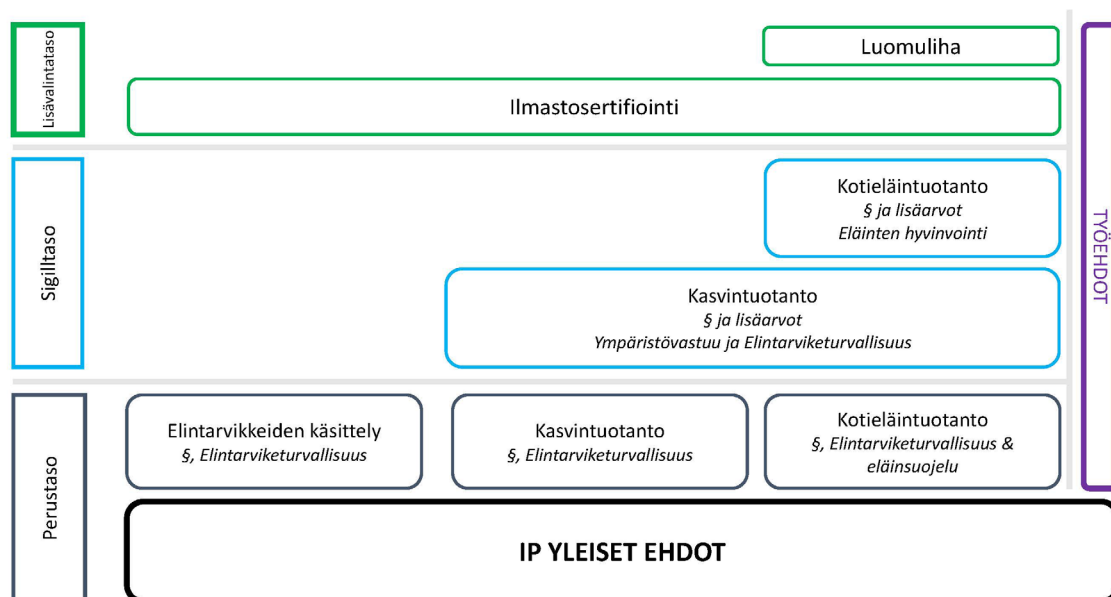 Lisävalintataso
Luomuliha
Ilmastosertifiointi
Sigilltaso
Kotieläintuotanto
§ ja lisäarvot
Eläinten hyvinvointi
Kasvintuotanto
§ ja lisäarvot
Ympäristövastuu ja Elintarviketurvallisuus
TYÖEHDOT
Perustaso
Elintarvikkeiden käsittely
§, Elintarviketurvallisuus
Kasvintuotanto
§, Elintarviketurvallisuus
Kotieläintuotanto
§, Elintarviketurvallisuus &
eläinsuojelu
IP YLEISET EHDOT